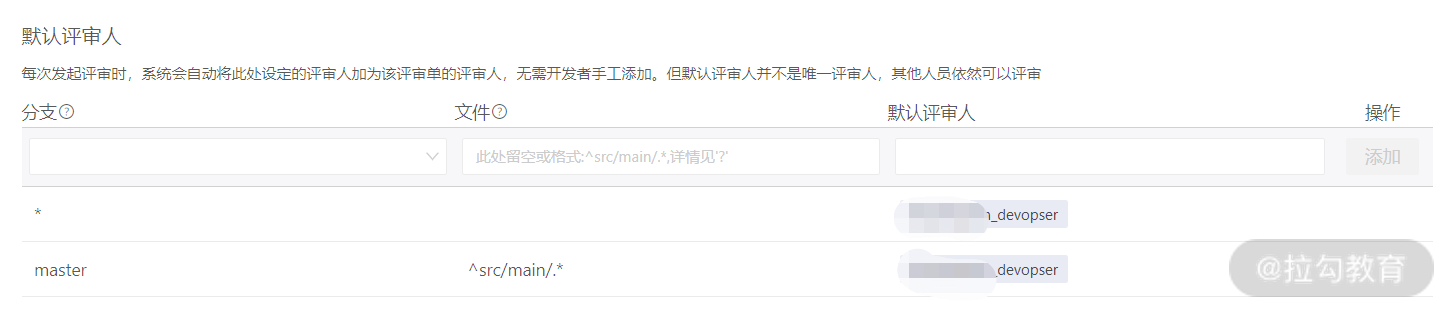 默认评审人
每次发起评审时，系统会自动将此处设定的评审人加为该评审单的评审人，无需开发者手工添加。但默认评审人并不是唯一评审人，其他人员依然可以评审
分支? 文件? 默认评审人 操作
此处留空或格式:^src/main/.*,详情见'?' 添加
* _devopser
master ^src/main/.* _devopser
@拉勾教育